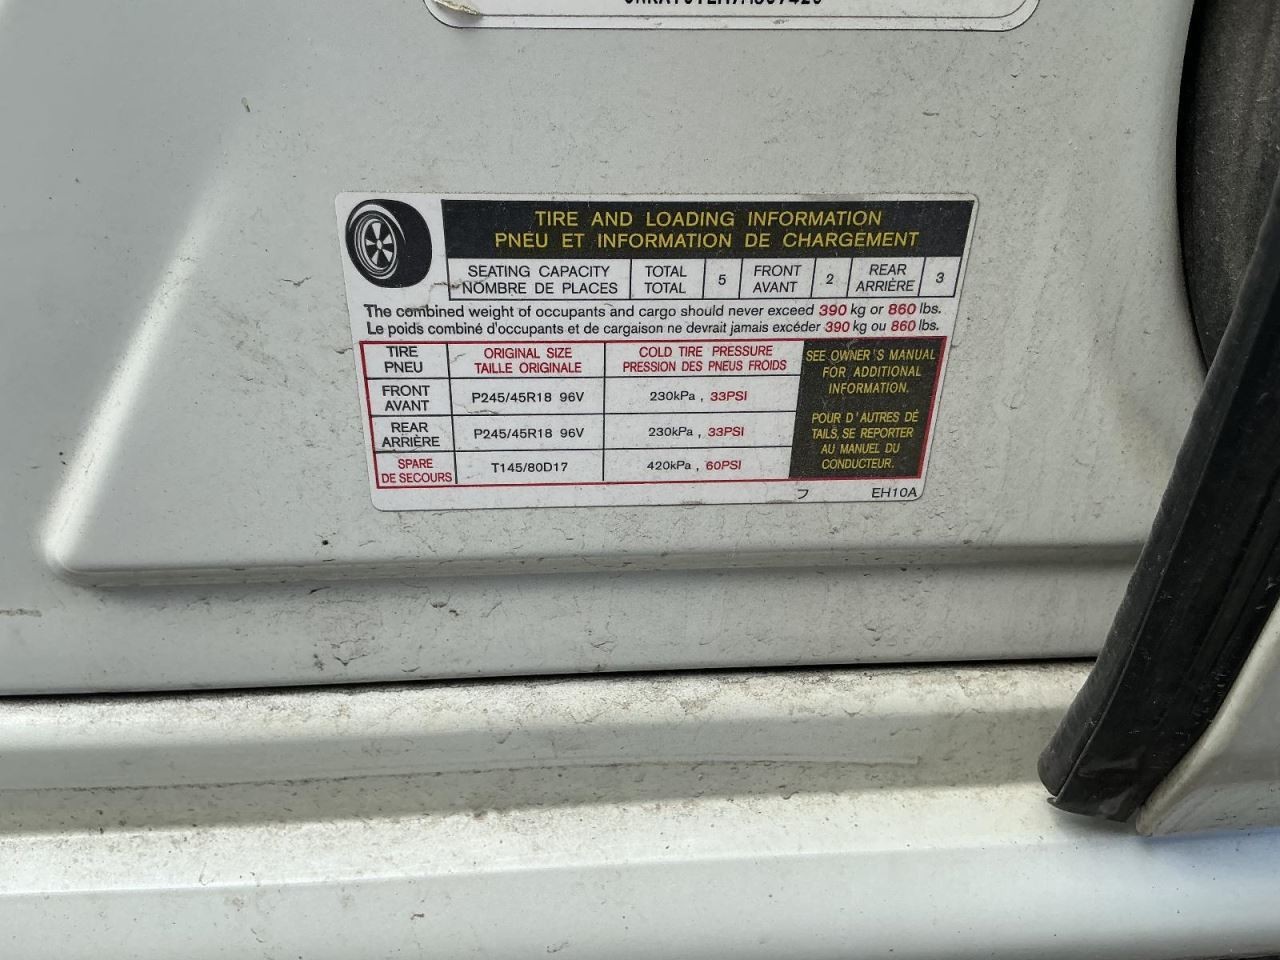 TIRE AND LOADING INFORMATION
PNEU ET INFORMATION DE CHARGEMENT
SEATING CAPACITY TOTAL 5 FRONT 2 REAR 3
NOMBRE DE PLACES TOTAL AVANT ARRIÈRE
The combined weight of occupants and cargo should never exceed 390 kg or 860 lbs.
Le poids combiné d'occupants et de cargaison ne devrait jamais excéder 390 kg ou 860 lbs.
TIRE ORIGINAL SIZE COLD TIRE PRESSURE
PNEU TAILLE ORIGINALE PRESSION DES PNEUS FROIDS
FRONT
AVANT P245/45R18 96V 230kPa , 33PSI
REAR
ARRIÈRE P245/45R18 96V 230kPa , 33PSI
SPARE
DE SECOURS T145/80D17 420kPa , 60PSI
SEE OWNER'S MANUAL
FOR ADDITIONAL
INFORMATION.
POUR D'AUTRES DÉ
TAILS, SE REPORTER
AU MANUEL DU
CONDUCTEUR.
フ EH10A